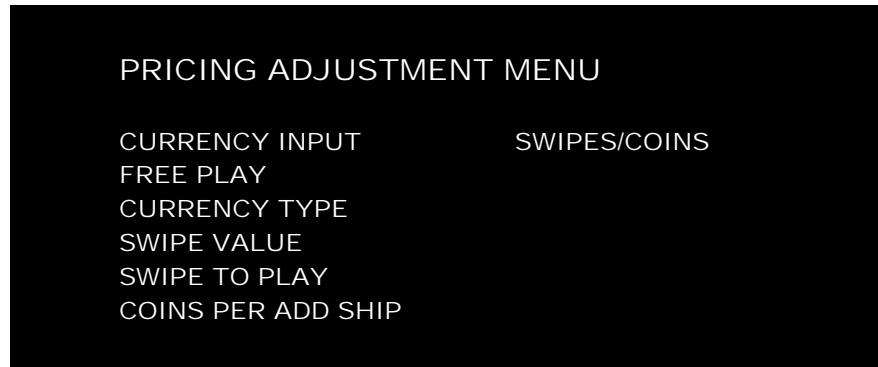 PRICING ADJUSTMENT MENU
CURRENCY INPUT SWIPES/COINS
FREE PLAY
CURRENCY TYPE
SWIPE VALUE
SWIPE TO PLAY
COINS PER ADD SHIP